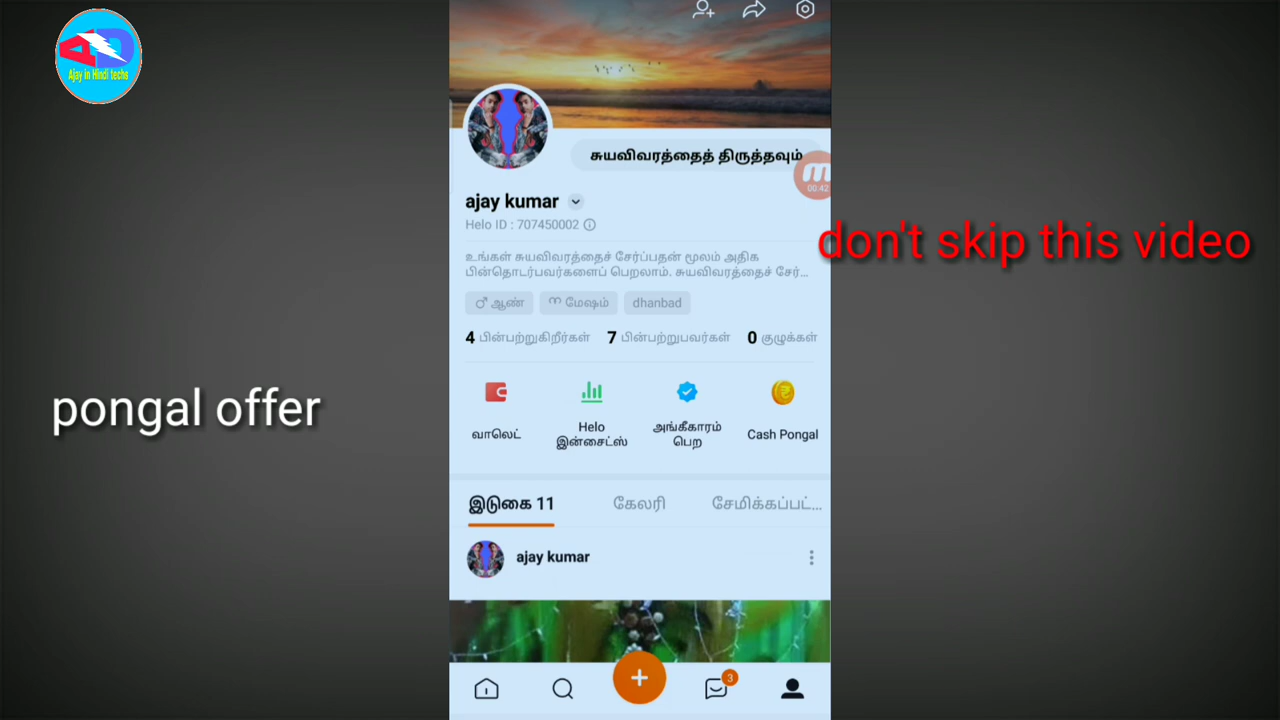 Ajay in Hindi techs
சுயவிவரத்தைத் திருத்தவும்
00:42
ajay kumar
Helo ID : 707450002
don't skip this video
உங்கள் சுயவிவரத்தைச் சேர்ப்பதன் மூலம் அதிக
பின்தொடர்பவர்களைப் பெறலாம். சுயவிவரத்தைச் சேர்...
ஆண் மேஷம் dhanbad
4 பின்பற்றுகிறீர்கள் 7 பின்பற்றுபவர்கள் 0 குழுக்கள்
pongal offer
வாலெட்
Helo
இன்சைட்ஸ்
அங்கீகாரம்
பெற
Cash Pongal
இடுகை 11 கேலரி சேமிக்கப்பட்...
ajay kumar
3